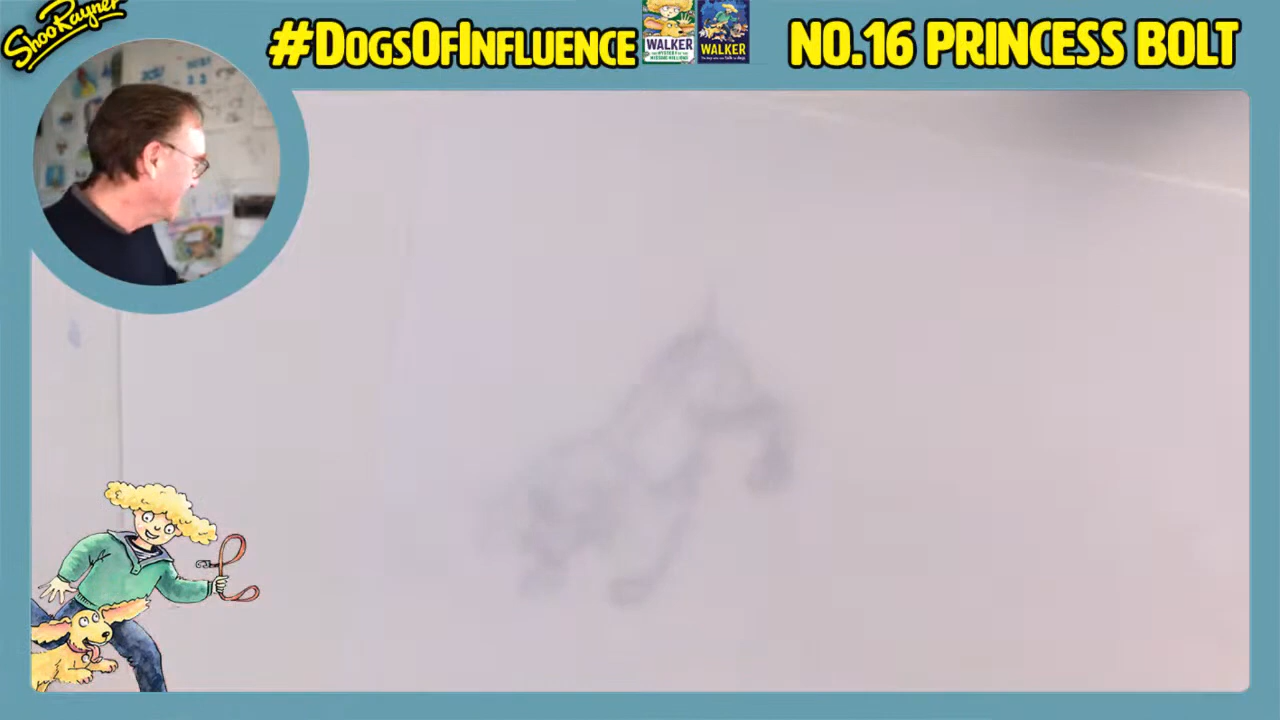 ShooRayner
#DOGSOFINFLUENCE
WALKER
WALKER
NO.16 PRINCESS BOLT